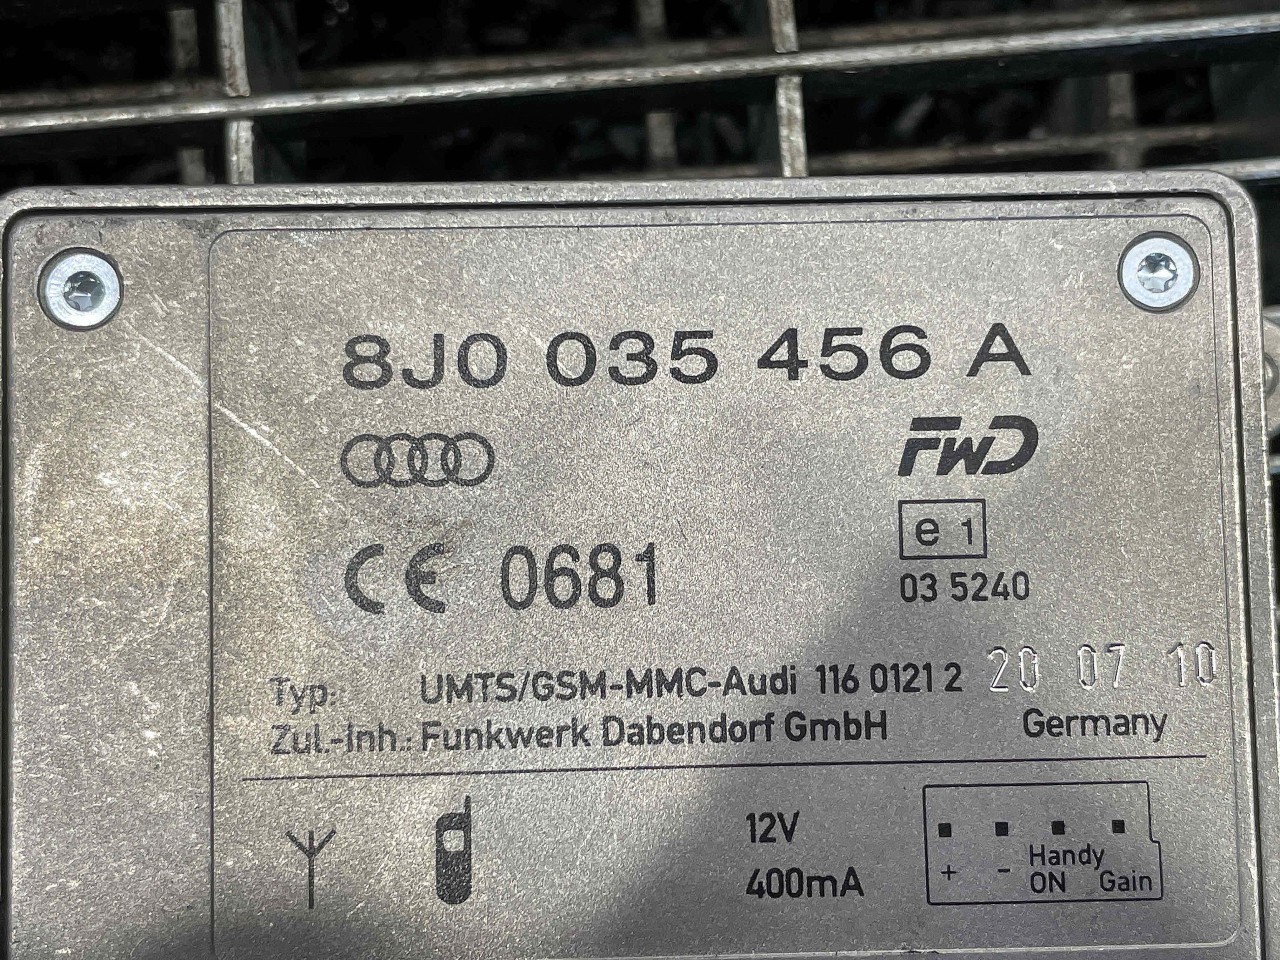 8J0 035 456 A
FWD
e 1
CE 0681
03 5240
Typ.: UMTS/GSM-MMC-Audi 116 0121 2 20 07 10
Zul.-Inh.: Funkwerk Dabendorf GmbH Germany
12V
400mA
+ - Handy ON Gain